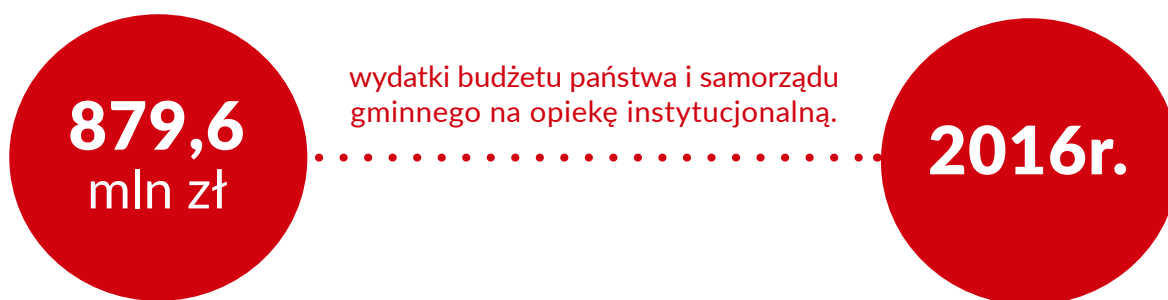 879,6
mln zł
wydatki budżetu państwa i samorządu
gminnego na opiekę instytucjonalną.
2016r.